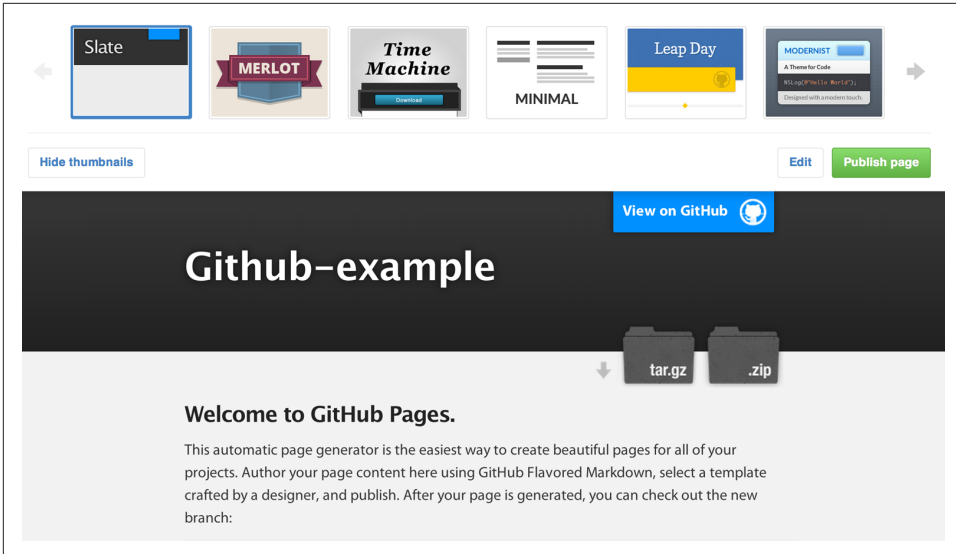 Slate
MERLOT
Time
Machine
Download
MINIMAL
Leap Day
MODERNIST
A Theme for Code
NSLog(@"Hello World");
Designed with a modern touch.
Hide thumbnails
Edit
Publish page
View on GitHub
Github-example
tar.gz
.zip
Welcome to GitHub Pages.
This automatic page generator is the easiest way to create beautiful pages for all of your
projects. Author your page content here using GitHub Flavored Markdown, select a template
crafted by a designer, and publish. After your page is generated, you can check out the new
branch: